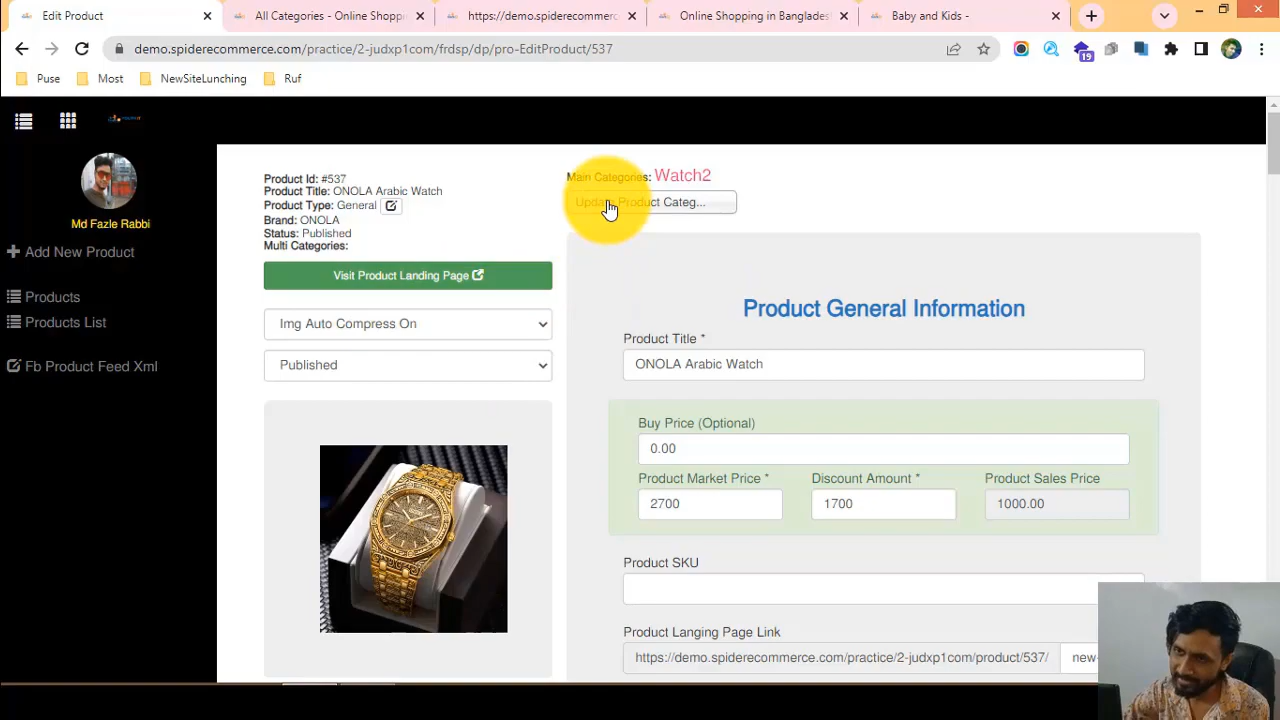 Edit Product
All Categories - Online Shoppi
https://demo.spiderecommerc
Online Shopping in Bangladesh
Baby and Kids -
demo.spiderecommerce.com/practice/2-judxp1com/frdsp/dp/pro-EditProduct/537
19
Puse
Most
NewSiteLunching
Ruf
Md Fazle Rabbi
Add New Product
Products
Products List
Fb Product Feed Xml
Product Id: #537
Product Title: ONOLA Arabic Watch
Product Type: General
Brand: ONOLA
Status: Published
Multi Categories:
Visit Product Landing Page
Img Auto Compress On
Published
Main Categories: Watch2
Update Product Categ...
Product General Information
Product Title *
ONOLA Arabic Watch
Buy Price (Optional)
0.00
Product Market Price *
Discount Amount *
Product Sales Price
2700
1700
1000.00
Product SKU
Product Langing Page Link
https://demo.spiderecommerce.com/practice/2-judxp1com/product/537/
new-